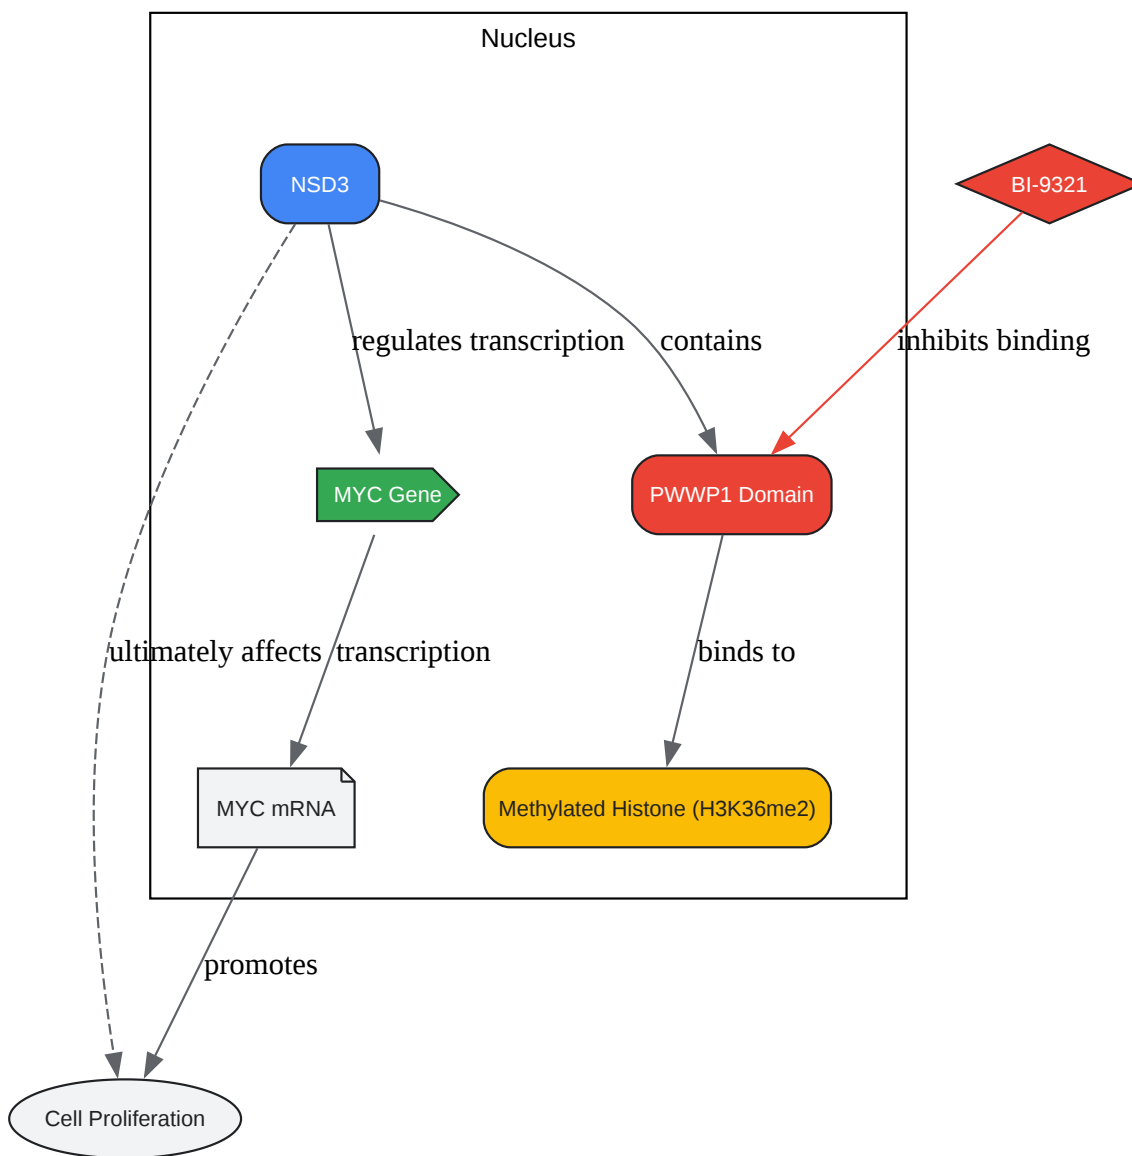 Nucleus
NSD3
BI-9321
regulates transcription
contains
inhibits binding
MYC Gene
PWWP1 Domain
ultimately affects
transcription
binds to
MYC mRNA
Methylated Histone (H3K36me2)
promotes
Cell Proliferation